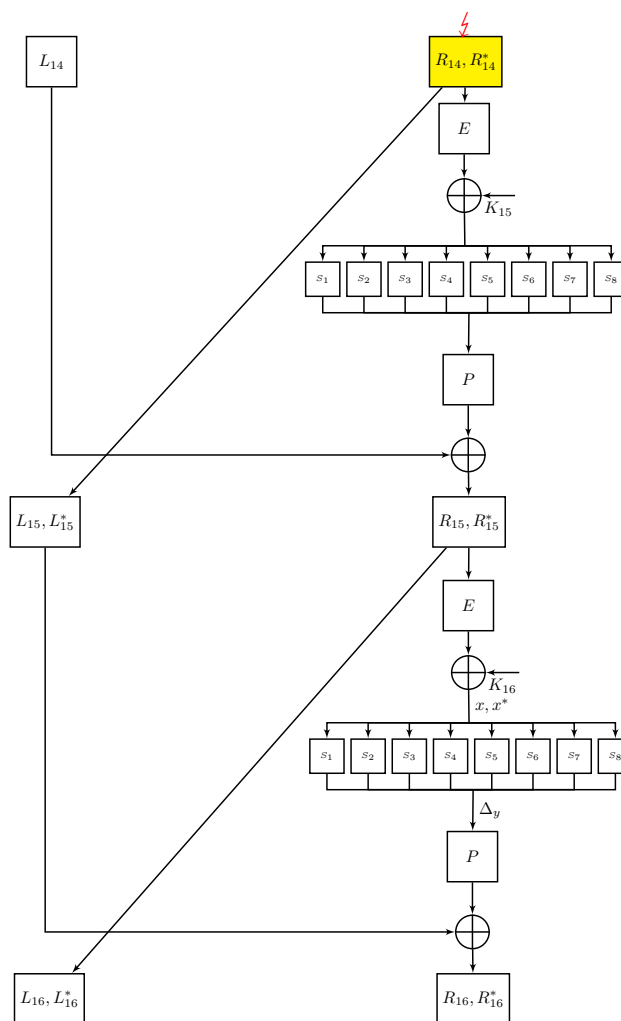 L₁₄ R₁₄, R*₁₄
E
K₁₅
S₁ S₂ S₃ S₄ S₅ S₆ S₇ S₈
P
L₁₅, L*₁₅ R₁₅, R*₁₅
E
K₁₆
x, x*
S₁ S₂ S₃ S₄ S₅ S₆ S₇ S₈
Δy
P
L₁₆, L*₁₆ R₁₆, R*₁₆